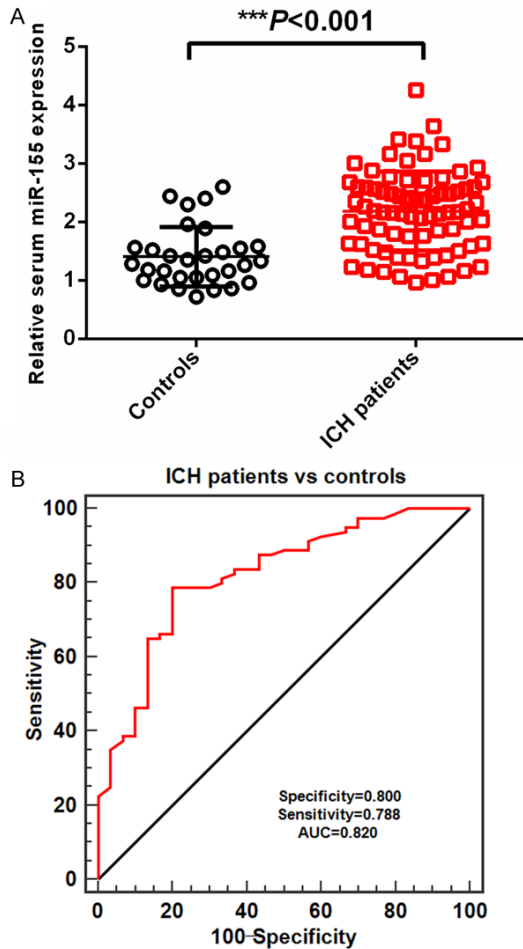 A
***P<0.001
Relative serum miR-155 expression
5
4
3
2
1
0
Controls
ICH patients
B
ICH patients vs controls
Sensitivity
100
80
60
40
20
0
Specificity=0.800
Sensitivity=0.788
AUC=0.820
0 20 40 60 80 100
100-Specificity